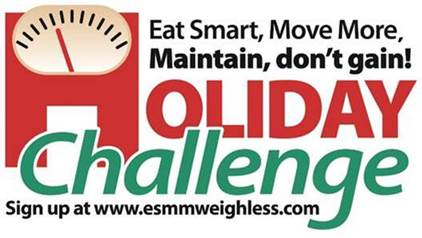 Eat Smart, Move More,
Maintain, don't gain!
HOLIDAY
Challenge
Sign up at www.esmmweighless.com